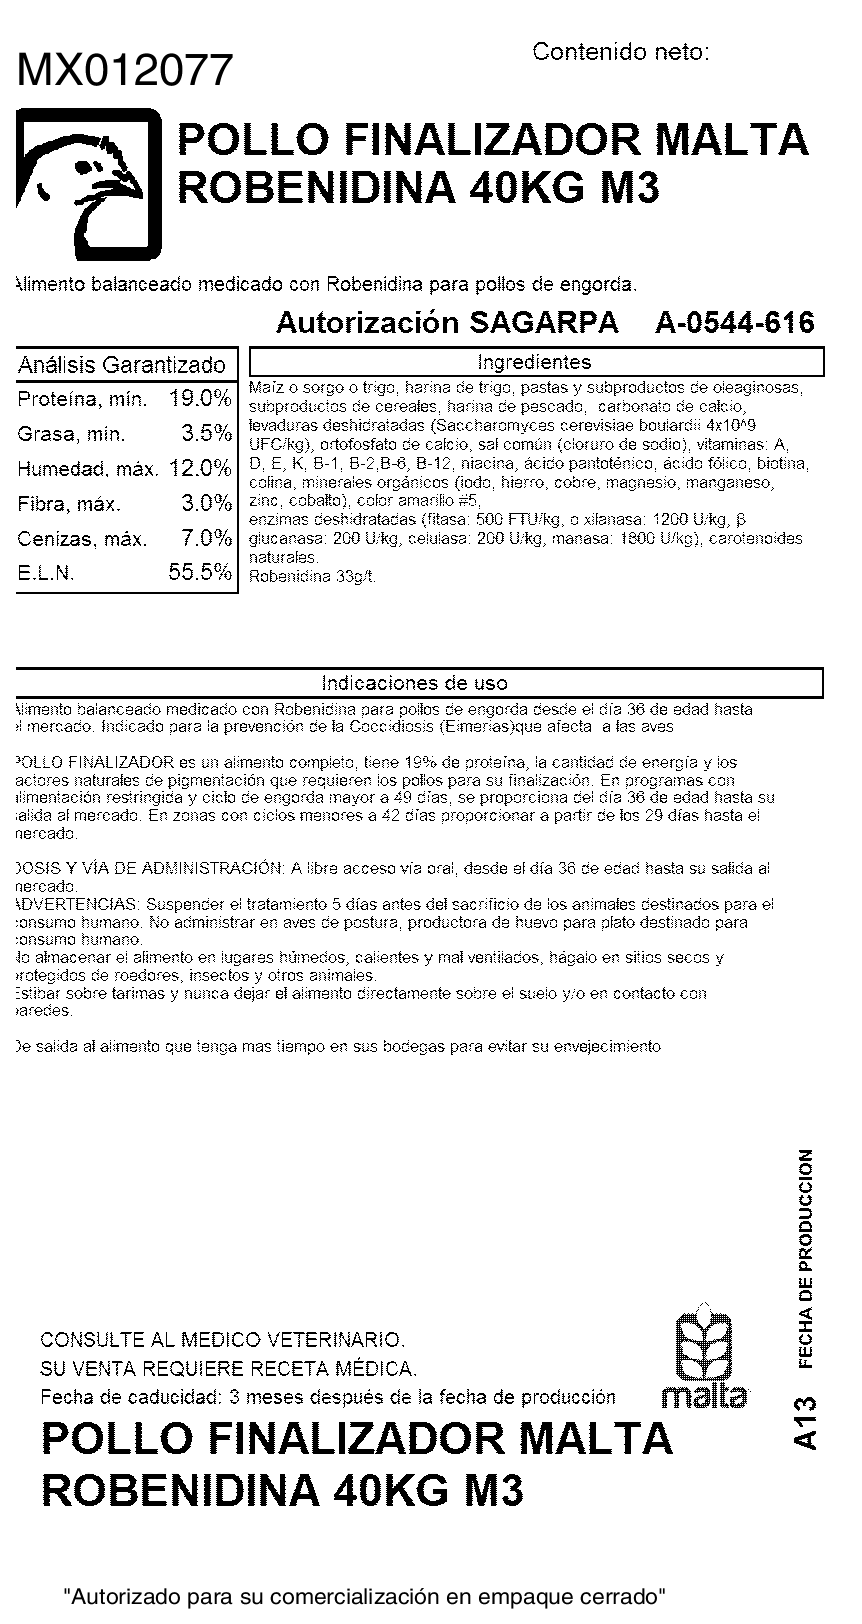 Contenido neto:
MX012077
POLLO FINALIZADOR MALTA
ROBENIDINA 40KG M3
Alimento balanceado medicado con Robenidina para pollos de engorda.
Autorización SAGARPA A-0544-616
Análisis Garantizado
Proteína, mín. 19.0%
Grasa, mín. 3.5%
Humedad, máx. 12.0%
Fibra, máx. 3.0%
Cenizas, máx. 7.0%
E.L.N. 55.5%
Ingredientes
Maíz o sorgo o trigo, harina de trigo, pastas y subproductos de oleaginosas,
subproductos de cereales, harina de pescado, carbonato de calcio,
levaduras deshidratadas (Saccharomyces cerevisiae boulardii 4x10^9
UFC/kg), ortofosfato de calcio, sal común (cloruro de sodio), vitaminas: A,
D, E, K, B-1, B-2,B-6, B-12, niacina, ácido pantoténico, ácido fólico, biotina,
colina, minerales orgánicos (iodo, hierro, cobre, magnesio, manganeso,
zinc, cobalto), color amarillo #5,
enzimas deshidratadas (fitasa: 500 FTU/kg, o xilanasa: 1200 U/kg, β
glucanasa: 200 U/kg, celulasa: 200 U/kg, manasa: 1800 U/kg), carotenoides
naturales.
Robenidina 33g/t.
Indicaciones de uso
Alimento balanceado medicado con Robenidina para pollos de engorda desde el día 36 de edad hasta
el mercado. Indicado para la prevención de la Coccidiosis (Eimerias)que afecta a las aves
POLLO FINALIZADOR es un alimento completo, tiene 19% de proteína, la cantidad de energía y los
factores naturales de pigmentación que requieren los pollos para su finalización. En programas con
alimentación restringida y ciclo de engorda mayor a 49 días, se proporciona del día 36 de edad hasta su
salida al mercado. En zonas con ciclos menores a 42 días proporcionar a partir de los 29 días hasta el
mercado.
DOSIS Y VÍA DE ADMINISTRACIÓN: A libre acceso vía oral, desde el día 36 de edad hasta su salida al
mercado.
ADVERTENCIAS: Suspender el tratamiento 5 días antes del sacrificio de los animales destinados para el
consumo humano. No administrar en aves de postura, productora de huevo para plato destinado para
consumo humano.
No almacenar el alimento en lugares húmedos, calientes y mal ventilados, hágalo en sitios secos y
protegidos de roedores, insectos y otros animales.
Estibar sobre tarimas y nunca dejar el alimento directamente sobre el suelo y/o en contacto con
paredes.
De salida al alimento que tenga mas tiempo en sus bodegas para evitar su envejecimiento
A13 FECHA DE PRODUCCION
CONSULTE AL MEDICO VETERINARIO.
SU VENTA REQUIERE RECETA MÉDICA.
Fecha de caducidad: 3 meses después de la fecha de producción
malta
POLLO FINALIZADOR MALTA
ROBENIDINA 40KG M3
"Autorizado para su comercialización en empaque cerrado"